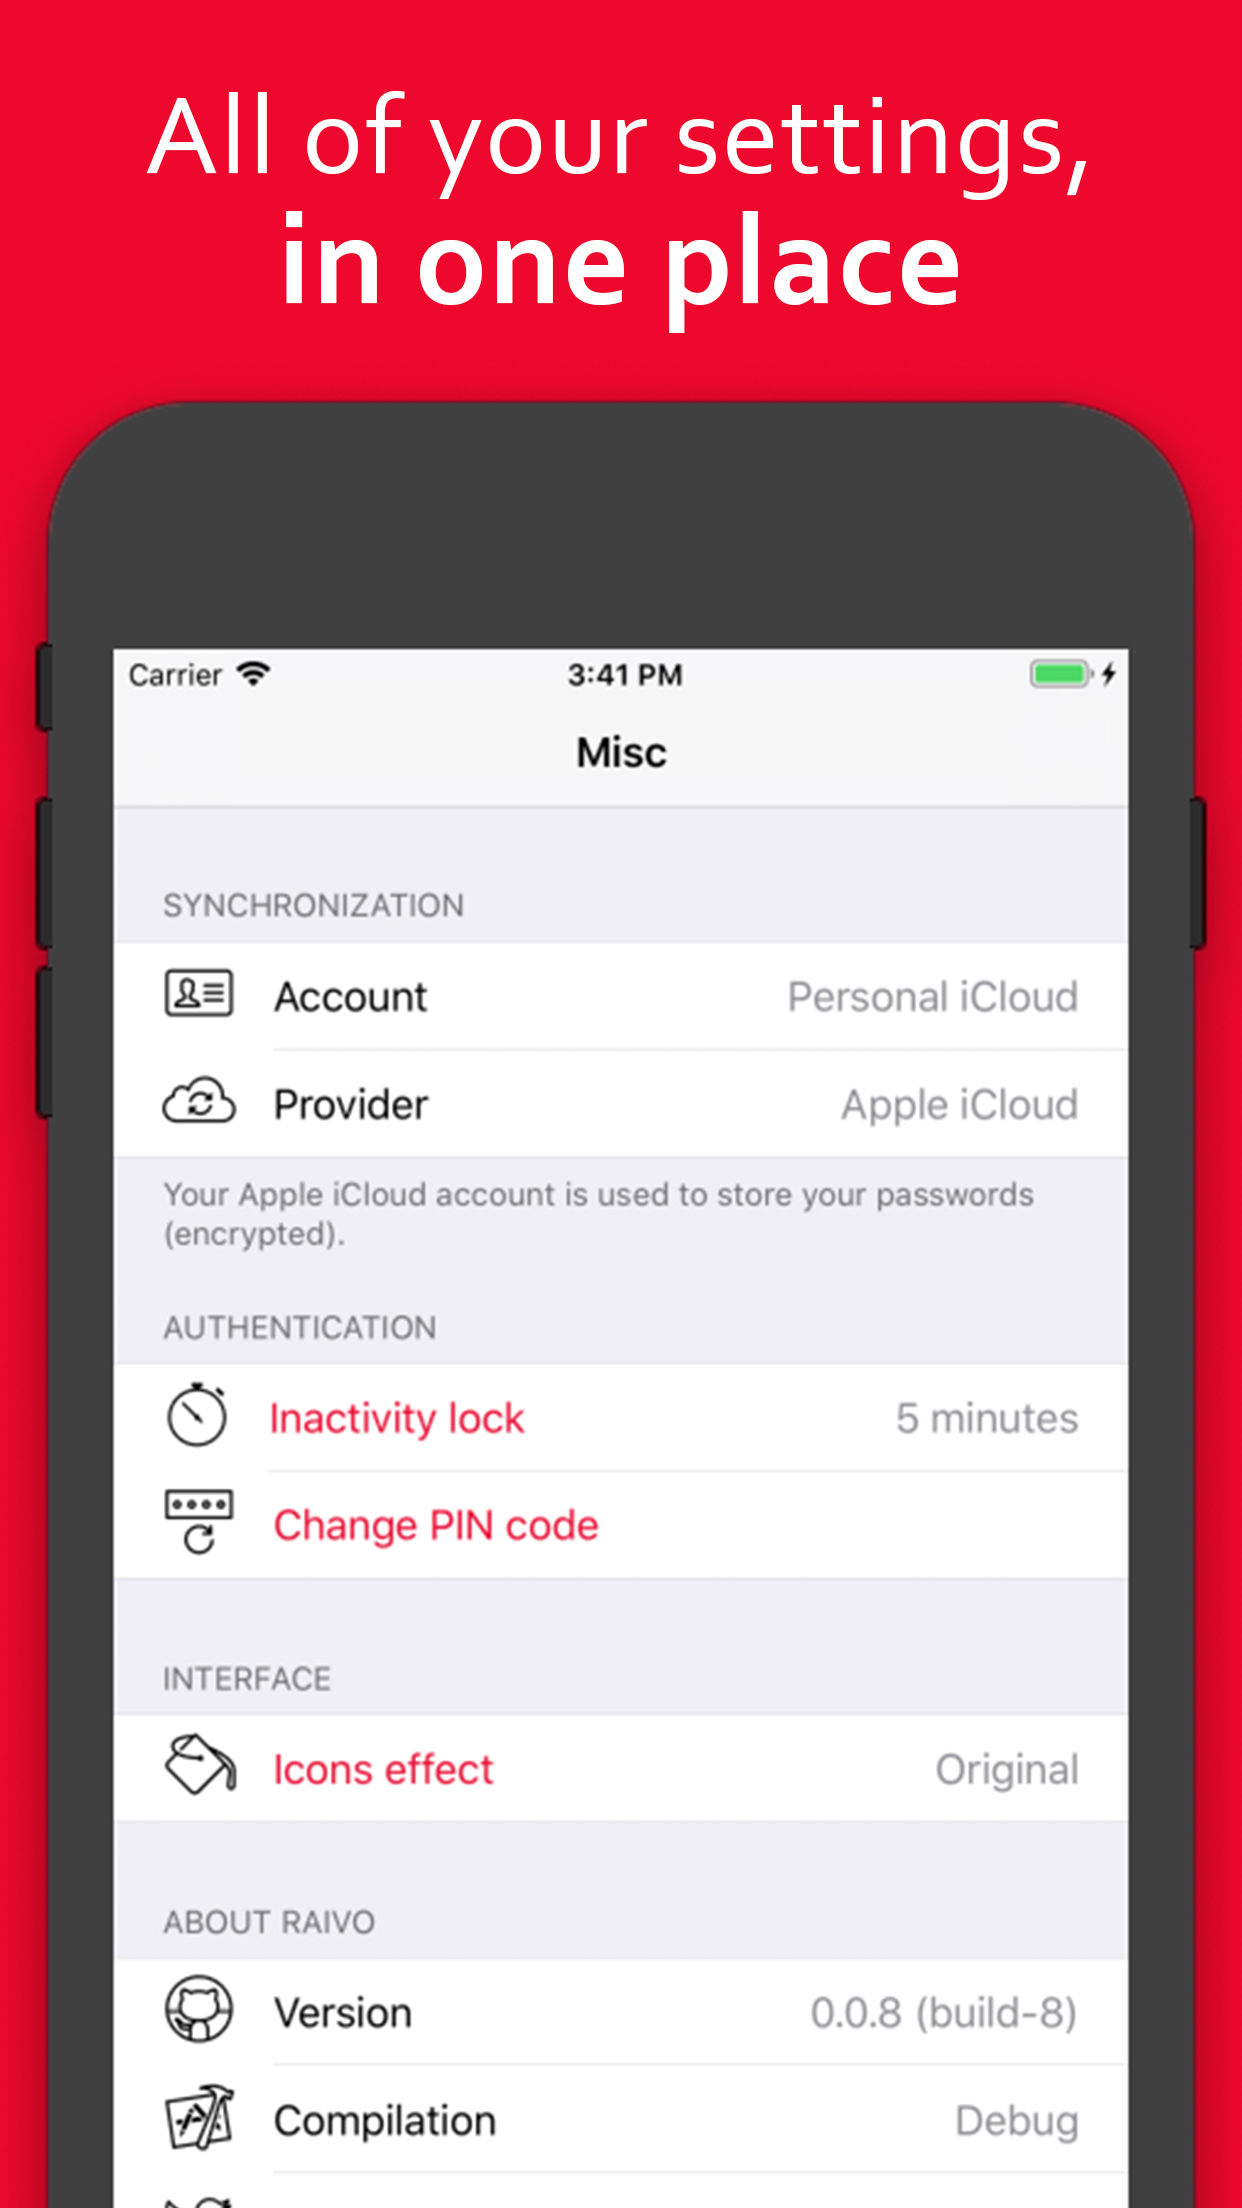 All of your settings,
in one place
Carrier 3:41 PM
Misc
SYNCHRONIZATION
Account Personal iCloud
Provider Apple iCloud
Your Apple iCloud account is used to store your passwords
(encrypted).
AUTHENTICATION
Inactivity lock 5 minutes
Change PIN code
INTERFACE
Icons effect Original
ABOUT RAIVO
Version 0.0.8 (build-8)
Compilation Debug